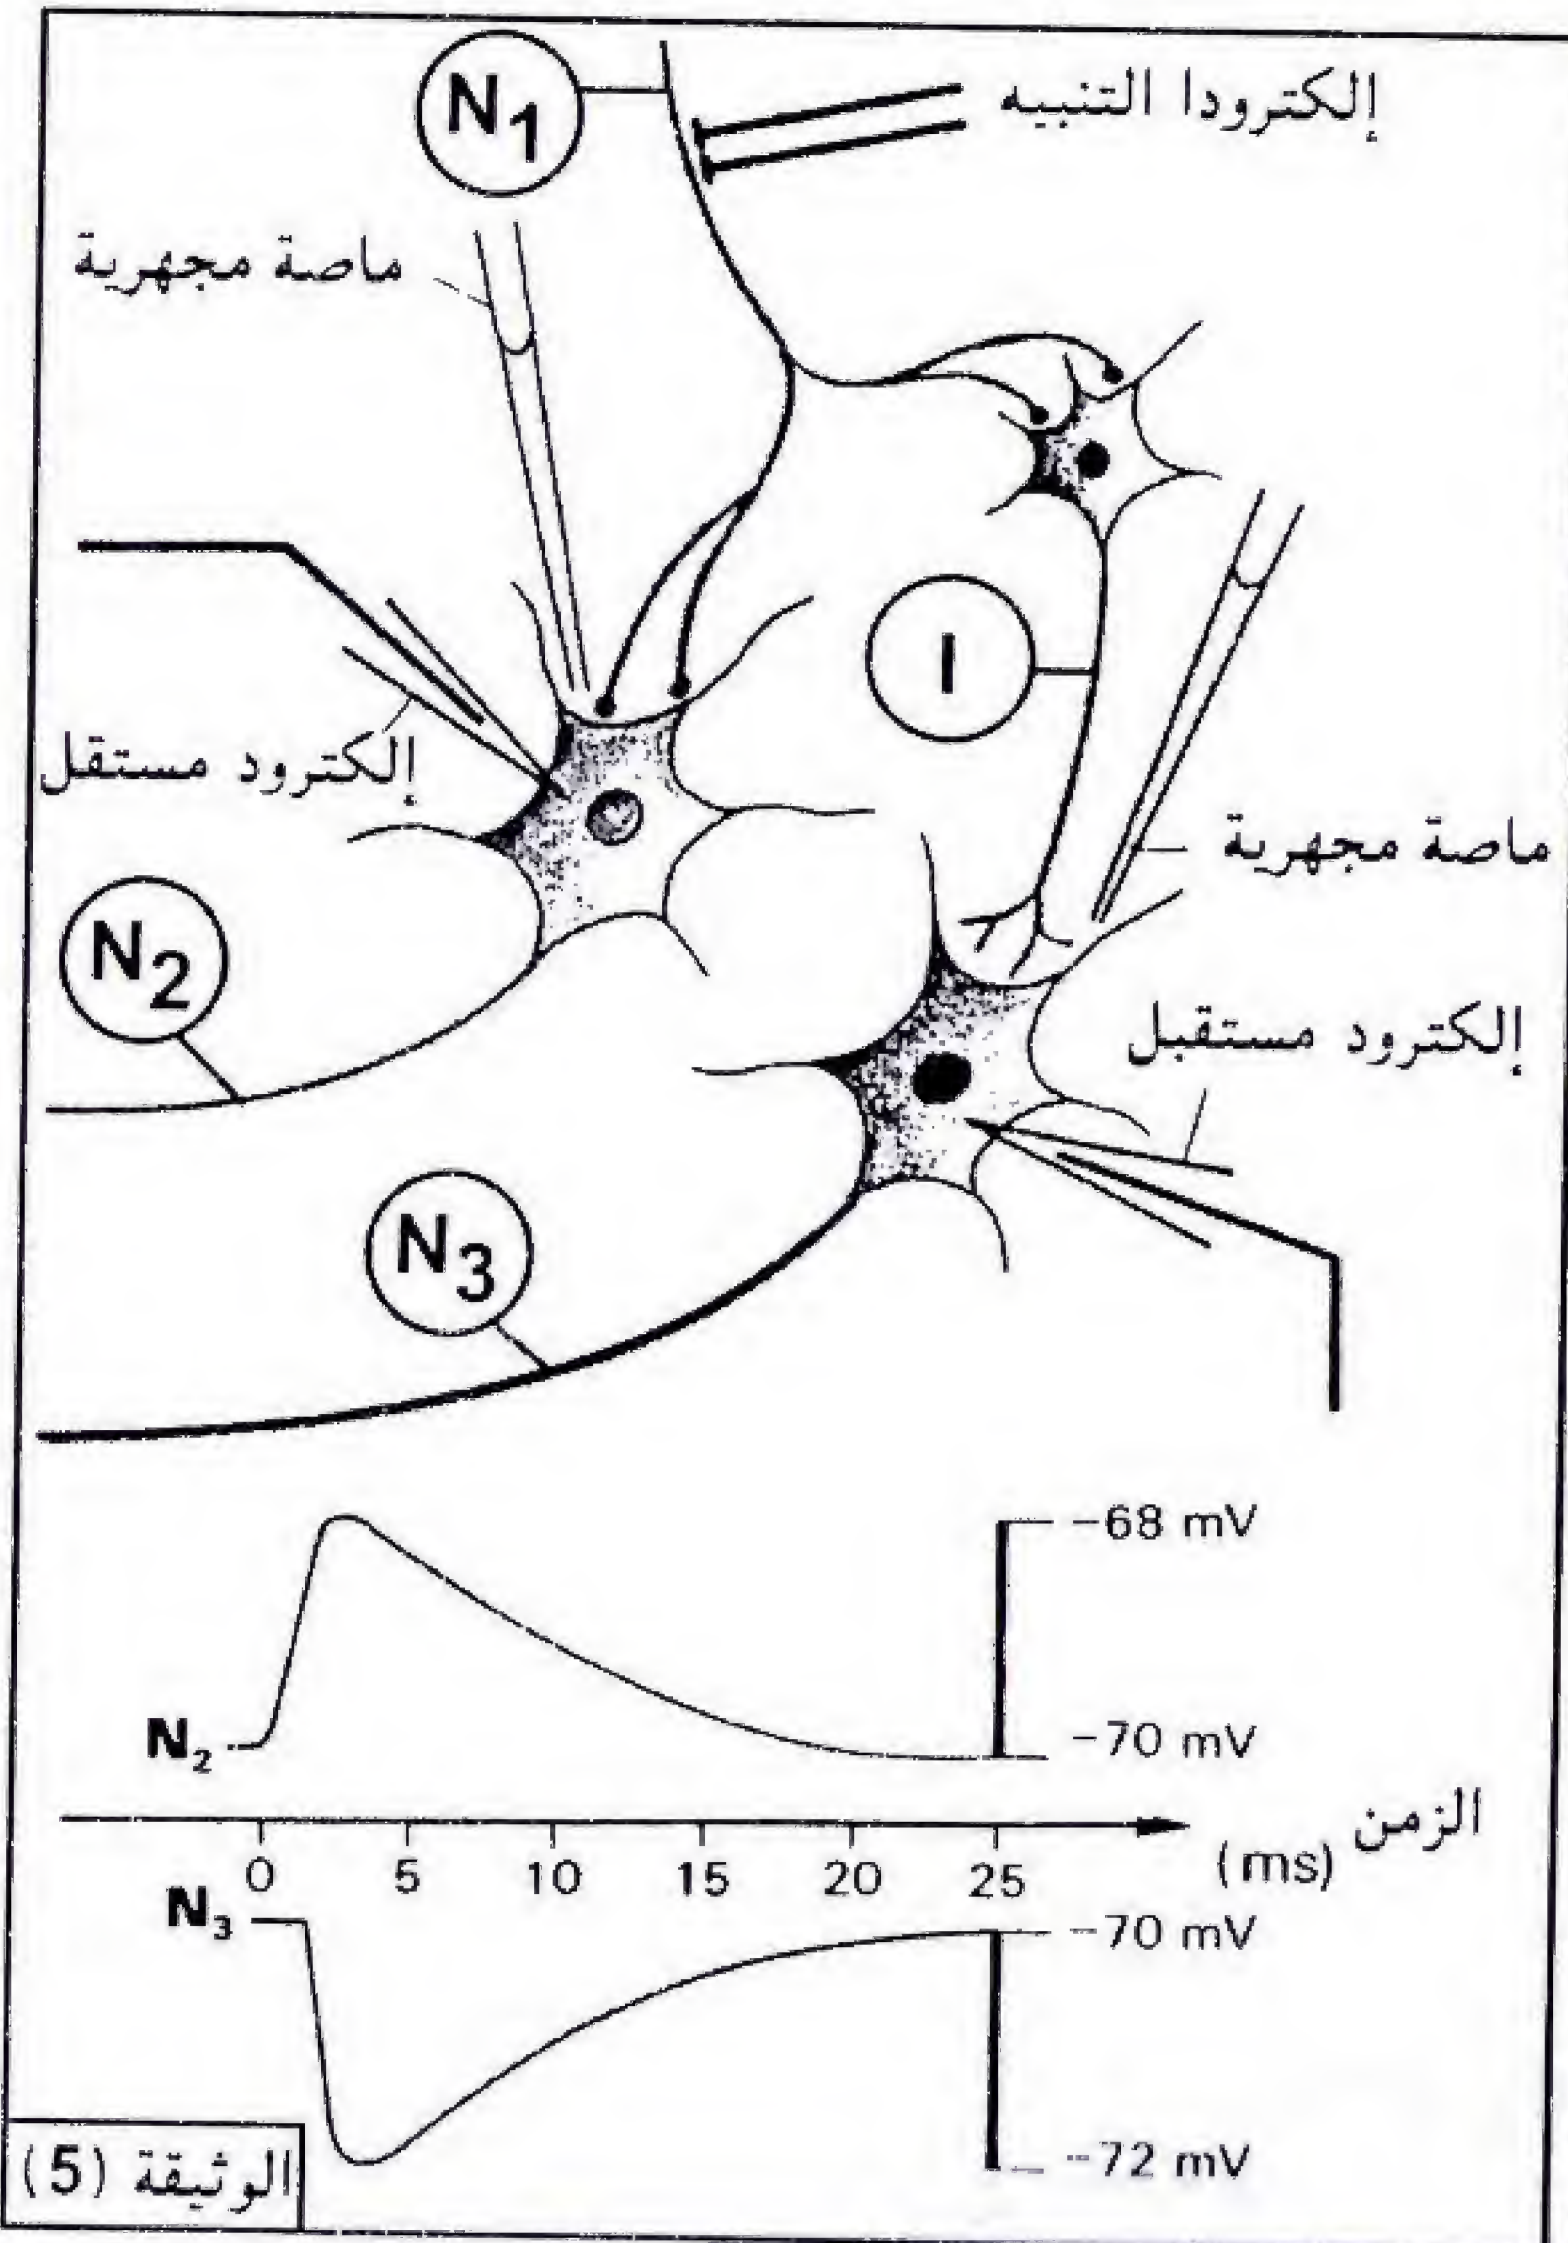 N1
إلكترودا التنبيه
ماصة مجهرية
I
إلكترود مستقل
ماصة مجهرية
N2
إلكترود مستقبل
N3
-68 mV
N2
-70 mV
الزمن
(ms)
0 5 10 15 20 25
N3
-70 mV
-72 mV
الوثيقة (5)